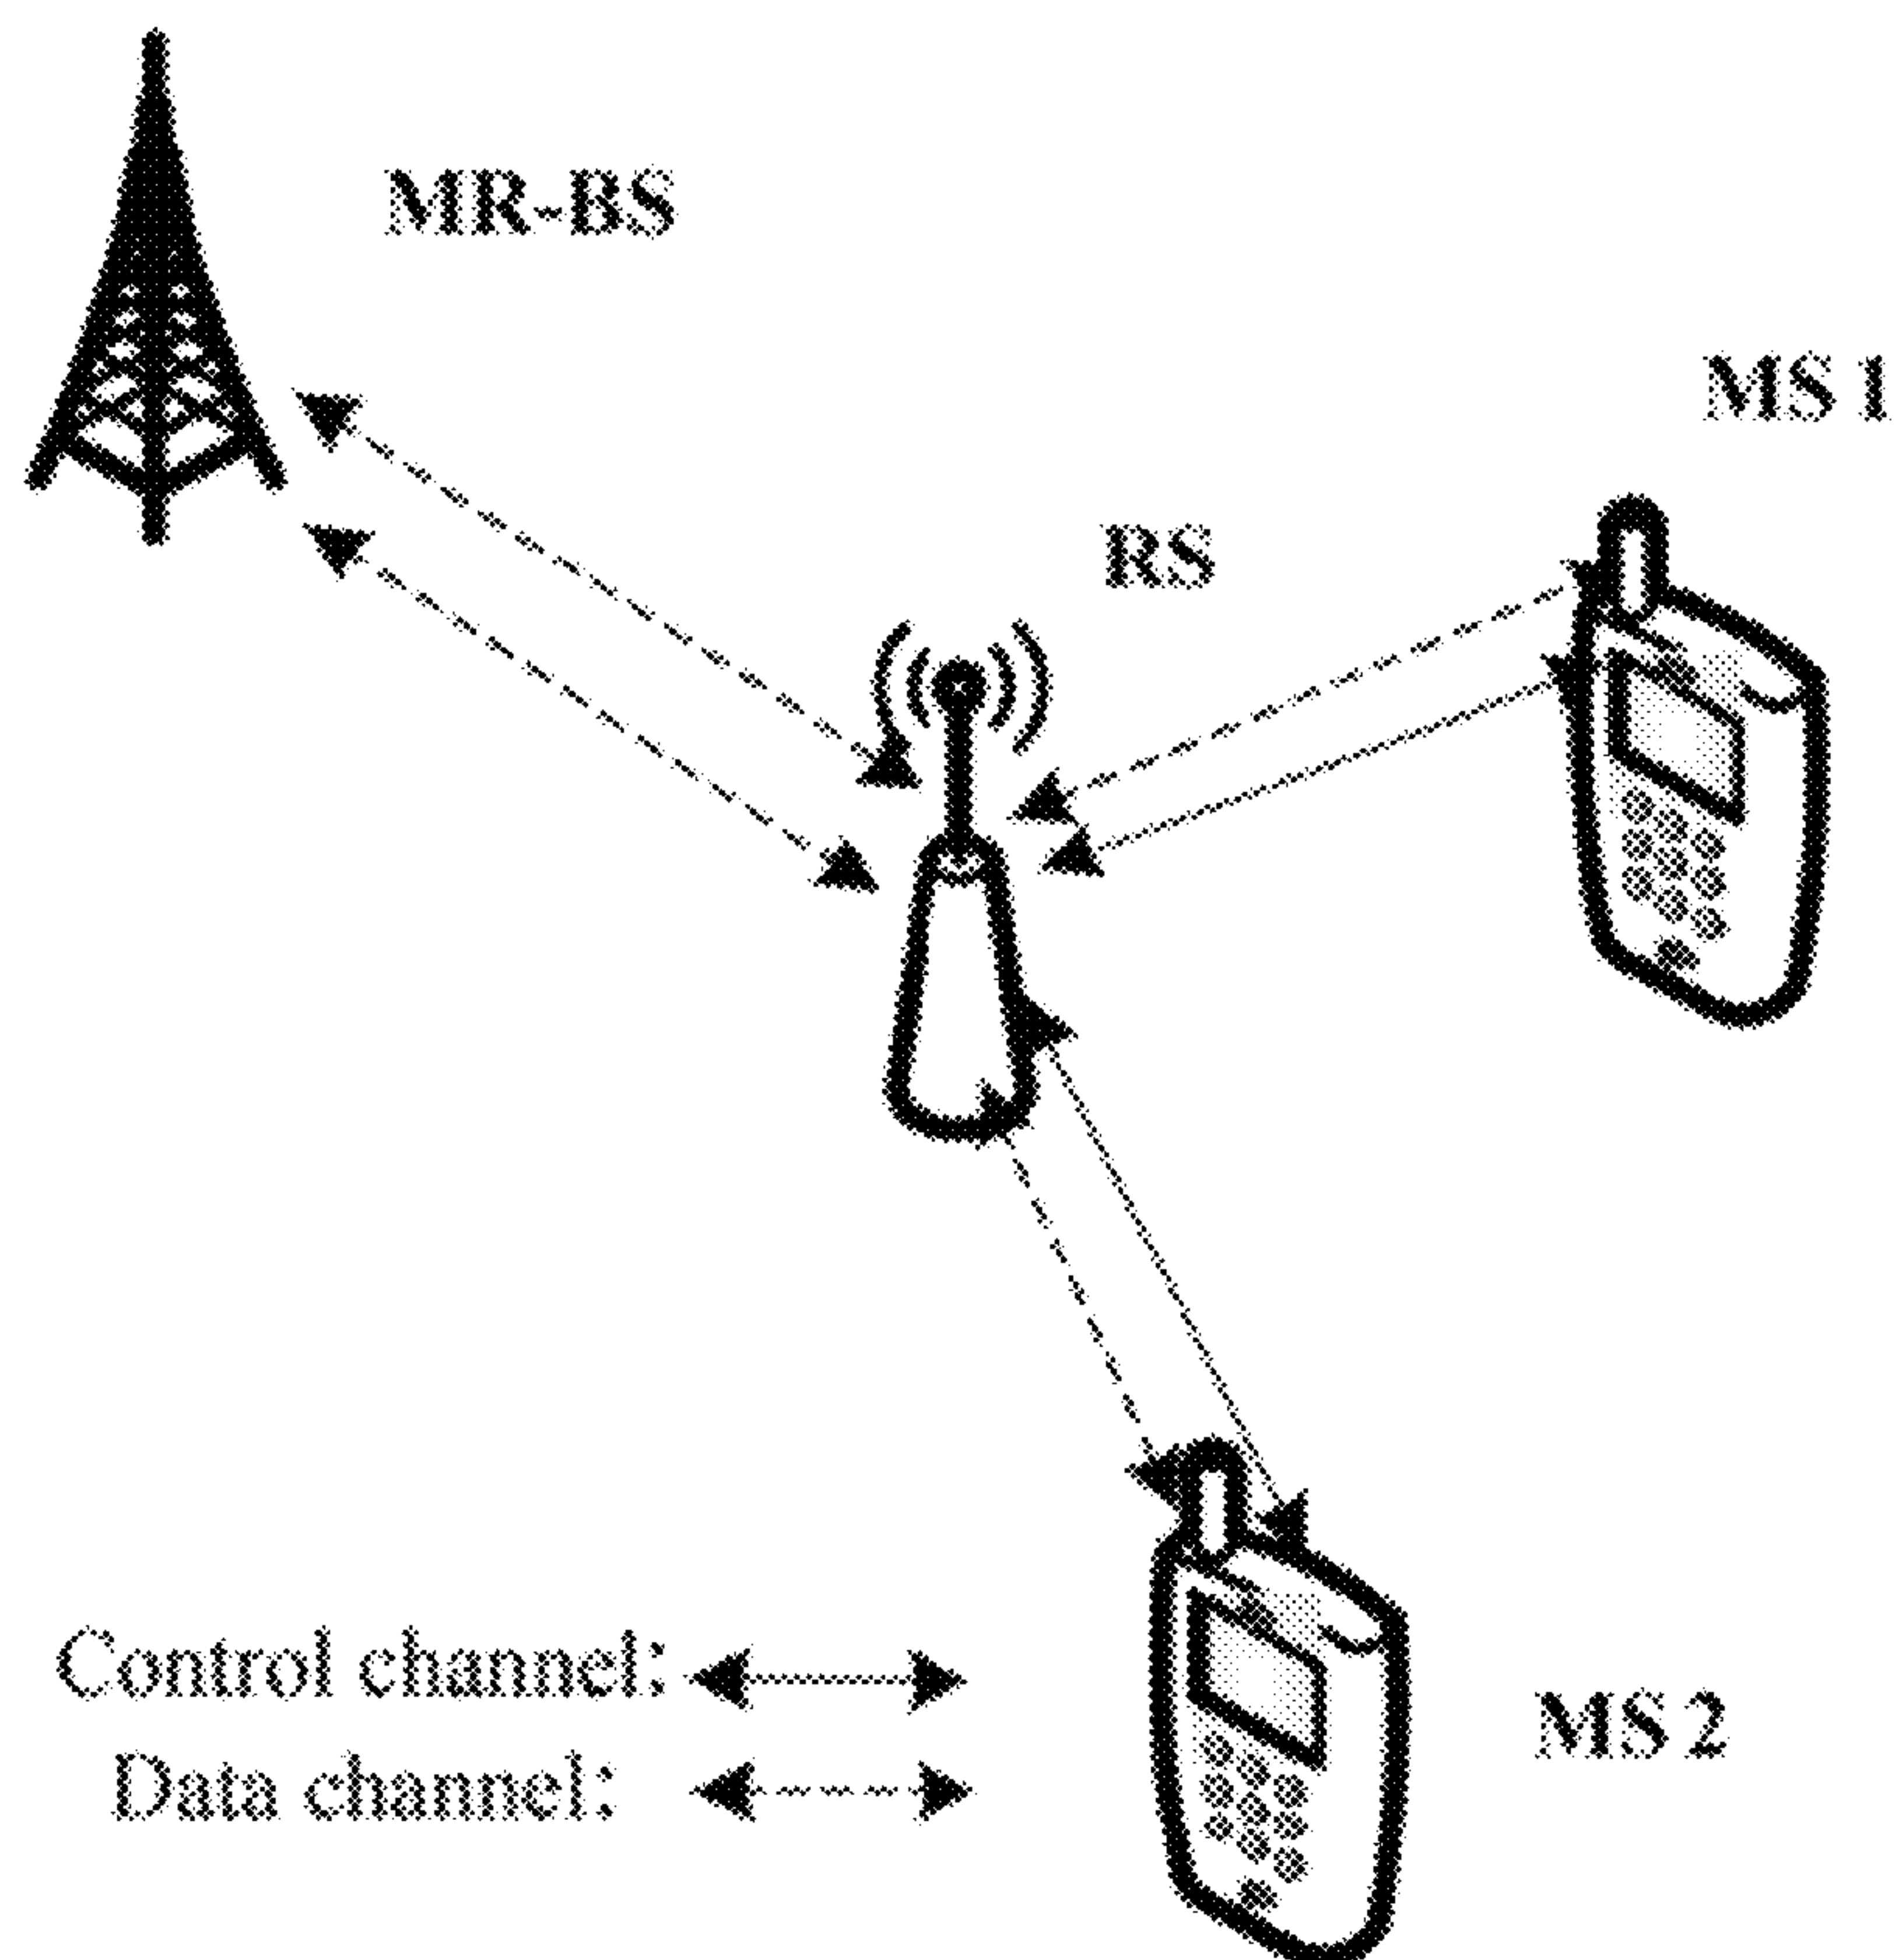 MR-BS
MS 1
RS
Control channel:
Data channel:
MS 2